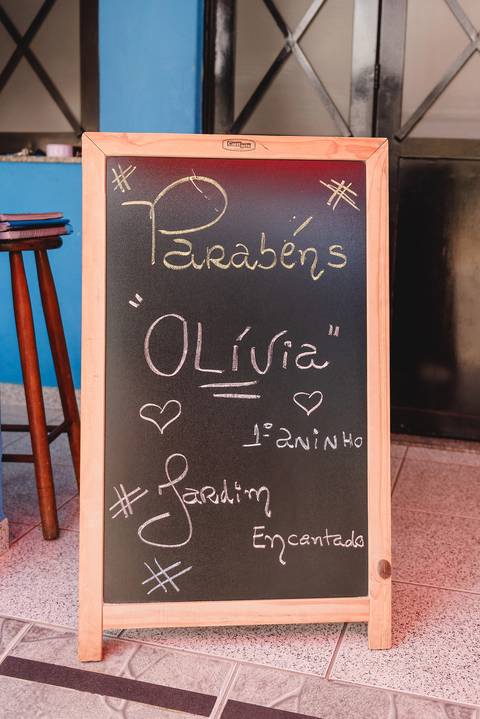 Parabéns
"OLívia"
1º aninho
Jardim
Encantado